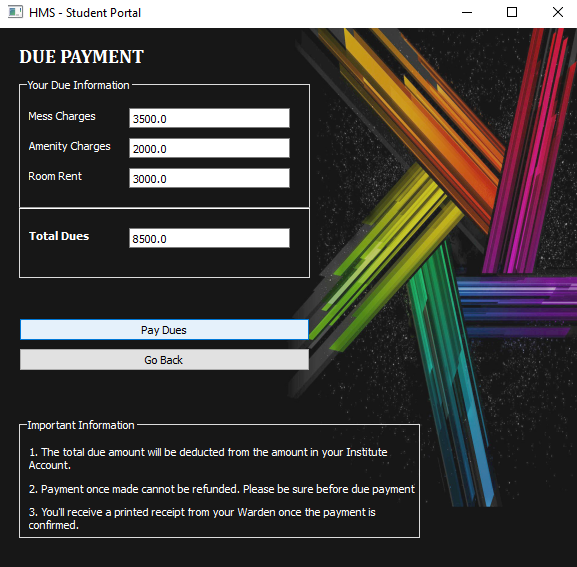 HMS - Student Portal
DUE PAYMENT
Your Due Information
Mess Charges 3500.0
Amenity Charges 2000.0
Room Rent 3000.0
Total Dues 8500.0
Pay Dues
Go Back
Important Information
1. The total due amount will be deducted from the amount in your Institute
Account.
2. Payment once made cannot be refunded. Please be sure before due payment
3. You'll receive a printed receipt from your Warden once the payment is
confirmed.